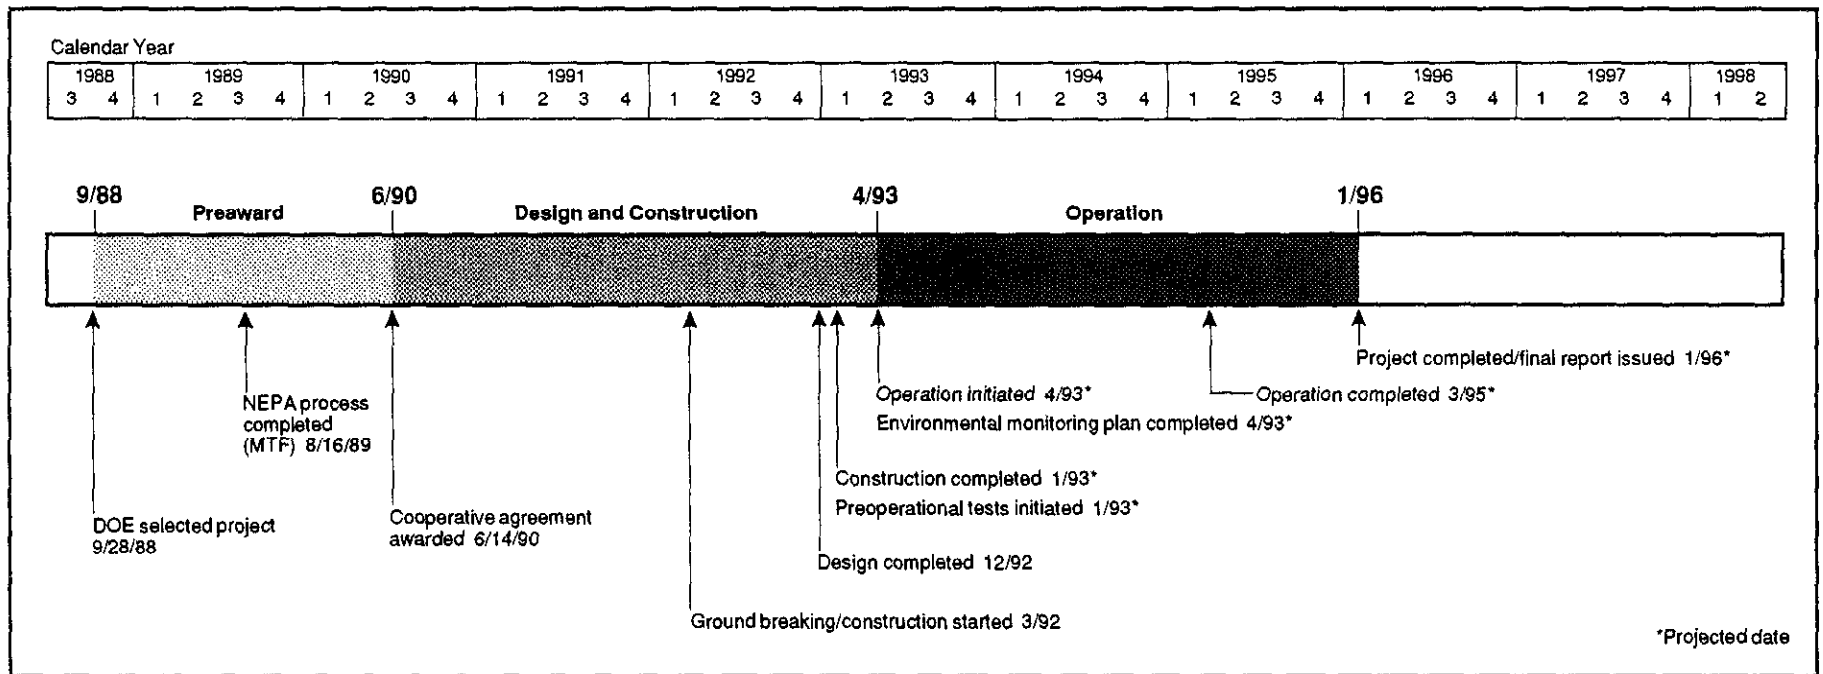 Calendar Year
1988 1989 1990 1991 1992 1993 1994 1995 1996 1997 1998
3 4 1 2 3 4 1 2 3 4 1 2 3 4 1 2 3 4 1 2 3 4 1 2 3 4 1 2 3 4 1 2 3 4 1 2 3 4 1 2
9/88 6/90 4/93 1/96
Preaward Design and Construction Operation
Project completed/final report issued 1/96*
Operation initiated 4/93* Operation completed 3/95*
NEPA process
completed
(MTF) 8/16/89
Environmental monitoring plan completed 4/93*
Construction completed 1/93*
Preoperational tests initiated 1/93*
DOE selected project
9/28/88
Cooperative agreement
awarded 6/14/90
Design completed 12/92
Ground breaking/construction started 3/92
*Projected date